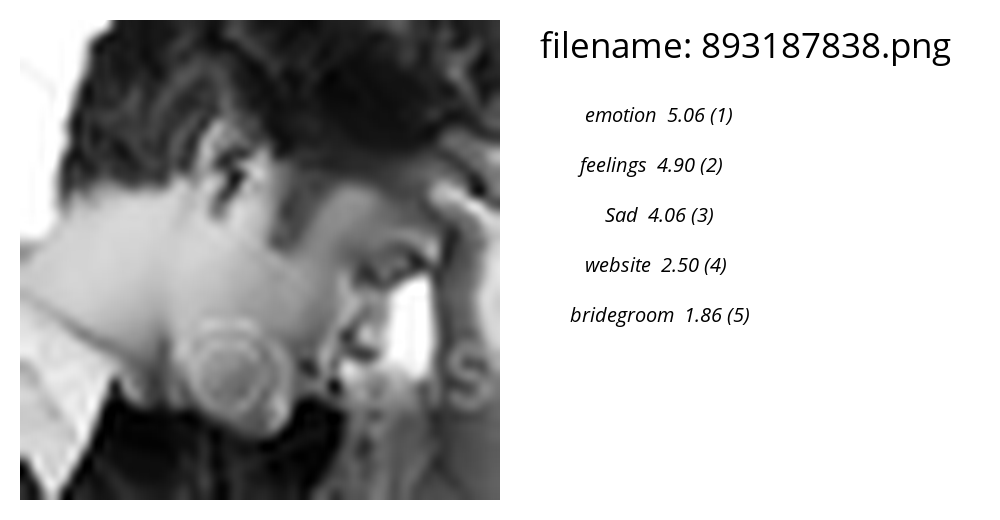 filename: 893187838.png
emotion 5.06 (1)
feelings 4.90 (2)
Sad 4.06 (3)
website 2.50 (4)
bridegroom 1.86 (5)